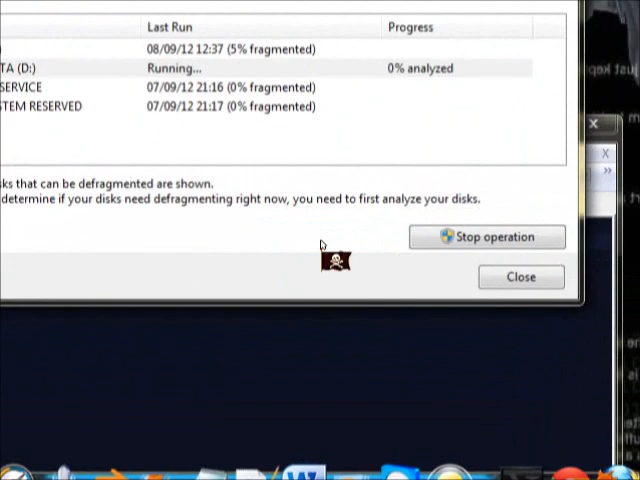 Last Run Progress
) 08/09/12 12:37 (5% fragmented)
TA (D:) Running... 0% analyzed
SERVICE 07/09/12 21:16 (0% fragmented)
STEM RESERVED 07/09/12 21:17 (0% fragmented)
sks that can be defragmented are shown.
determine if your disks need defragmenting right now, you need to first analyze your disks.
Stop operation
Close